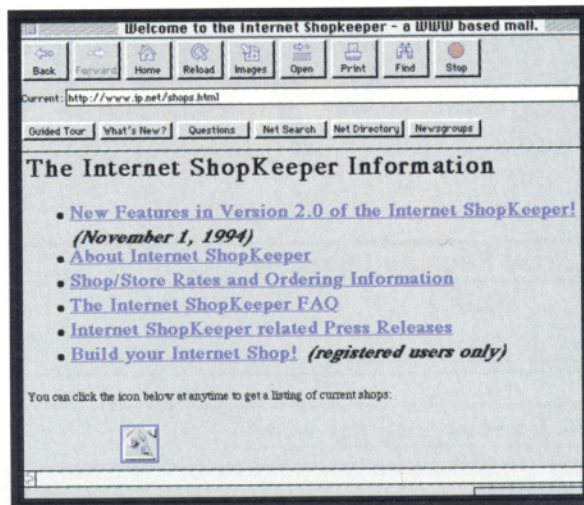 Welcome to the Internet Shopkeeper - a WWW based mall.
Back Forward Home Reload Images Open Print Find Stop
Current: http://www.ip.net/shops.html
Guided Tour What's New? Questions Net Search Net Directory Newsgroups
The Internet ShopKeeper Information
New Features in Version 2.0 of the Internet ShopKeeper!
(November 1, 1994)
About Internet ShopKeeper
Shop/Store Rates and Ordering Information
The Internet ShopKeeper FAQ
Internet ShopKeeper related Press Releases
Build your Internet Shop! (registered users only)
You can click the icon below at anytime to get a listing of current shops: